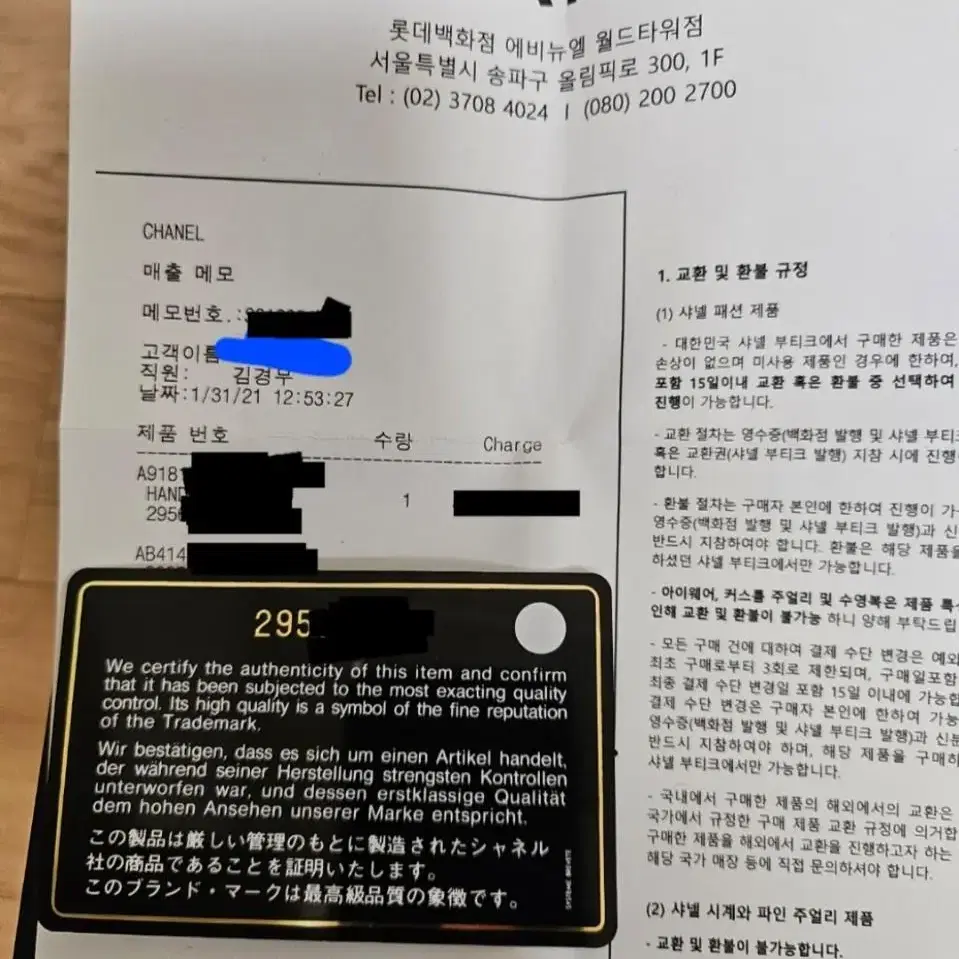 롯데백화점 에비뉴엘 월드타워점
서울특별시 송파구 올림픽로 300, 1F
Tel : (02) 3708 4024 | (080) 200 2700
CHANEL
매출 메모
메모번호.:
고객이름
직원: 김경무
날짜:1/31/21 12:53:27
제품 번호 수량 Charge
A9181
HAND
2956
1
AB414
295
We certify the authenticity of this item and confirm
that it has been subjected to the most exacting quality
control. Its high quality is a symbol of the fine reputation
of the Trademark.
Wir bestätigen, dass es sich um einen Artikel handelt,
der während seiner Herstellung strengsten Kontrollen
unterworfen war, und dessen erstklassige Qualität
dem hohen Ansehen unserer Marke entspricht.
この製品は厳しい管理のもとに製造されたシャネル
社の商品であることを証明いたします。
このブランド・マークは最高級品質の象徴です。
1. 교환 및 환불 규정
(1) 샤넬 패션 제품
- 대한민국 샤넬 부티크에서 구매한 제품은
손상이 없으며 미사용 제품인 경우에 한하여,
포함 15일이내 교환 혹은 환불 중 선택하여
진행이 가능합니다.
- 교환 절차는 영수증(백화점 발행 및 샤넬 부티
혹은 교환권(샤넬 부티크 발행) 지참 시에 진행
합니다.
- 환불 절차는 구매자 본인에 한하여 진행이 가
영수증(백화점 발행 및 샤넬 부티크 발행)과 신
반드시 지참하여야 합니다. 환불은 해당 제품을
하셨던 샤넬 부티크에서만 가능합니다.
- 아이웨어, 커스텀 주얼리 및 수영복은 제품 특
인해 교환 및 환불이 불가능 하니 양해 부탁드립
- 모든 구매 건에 대하여 결제 수단 변경은 예외
최초 구매로부터 3회로 제한되며, 구매일포함
최종 결제 수단 변경일 포함 15일 이내에 가능합
결제 수단 변경은 구매자 본인에 한하여 가능
영수증(백화점 발행 및 샤넬 부티크 발행)과 신분
반드시 지참하여야 하며, 해당 제품을 구매하
샤넬 부티크에서만 가능합니다.
- 국내에서 구매한 제품의 해외에서의 교환은
국가에서 규정한 구매 제품 교환 규정에 의거합
구매한 제품을 해외에서 교환을 진행하고자 하는
해당 국가 매장 등에 직접 문의하셔야 합니다.
(2) 샤넬 시계와 파인 주얼리 제품
- 교환 및 환불이 불가능합니다.